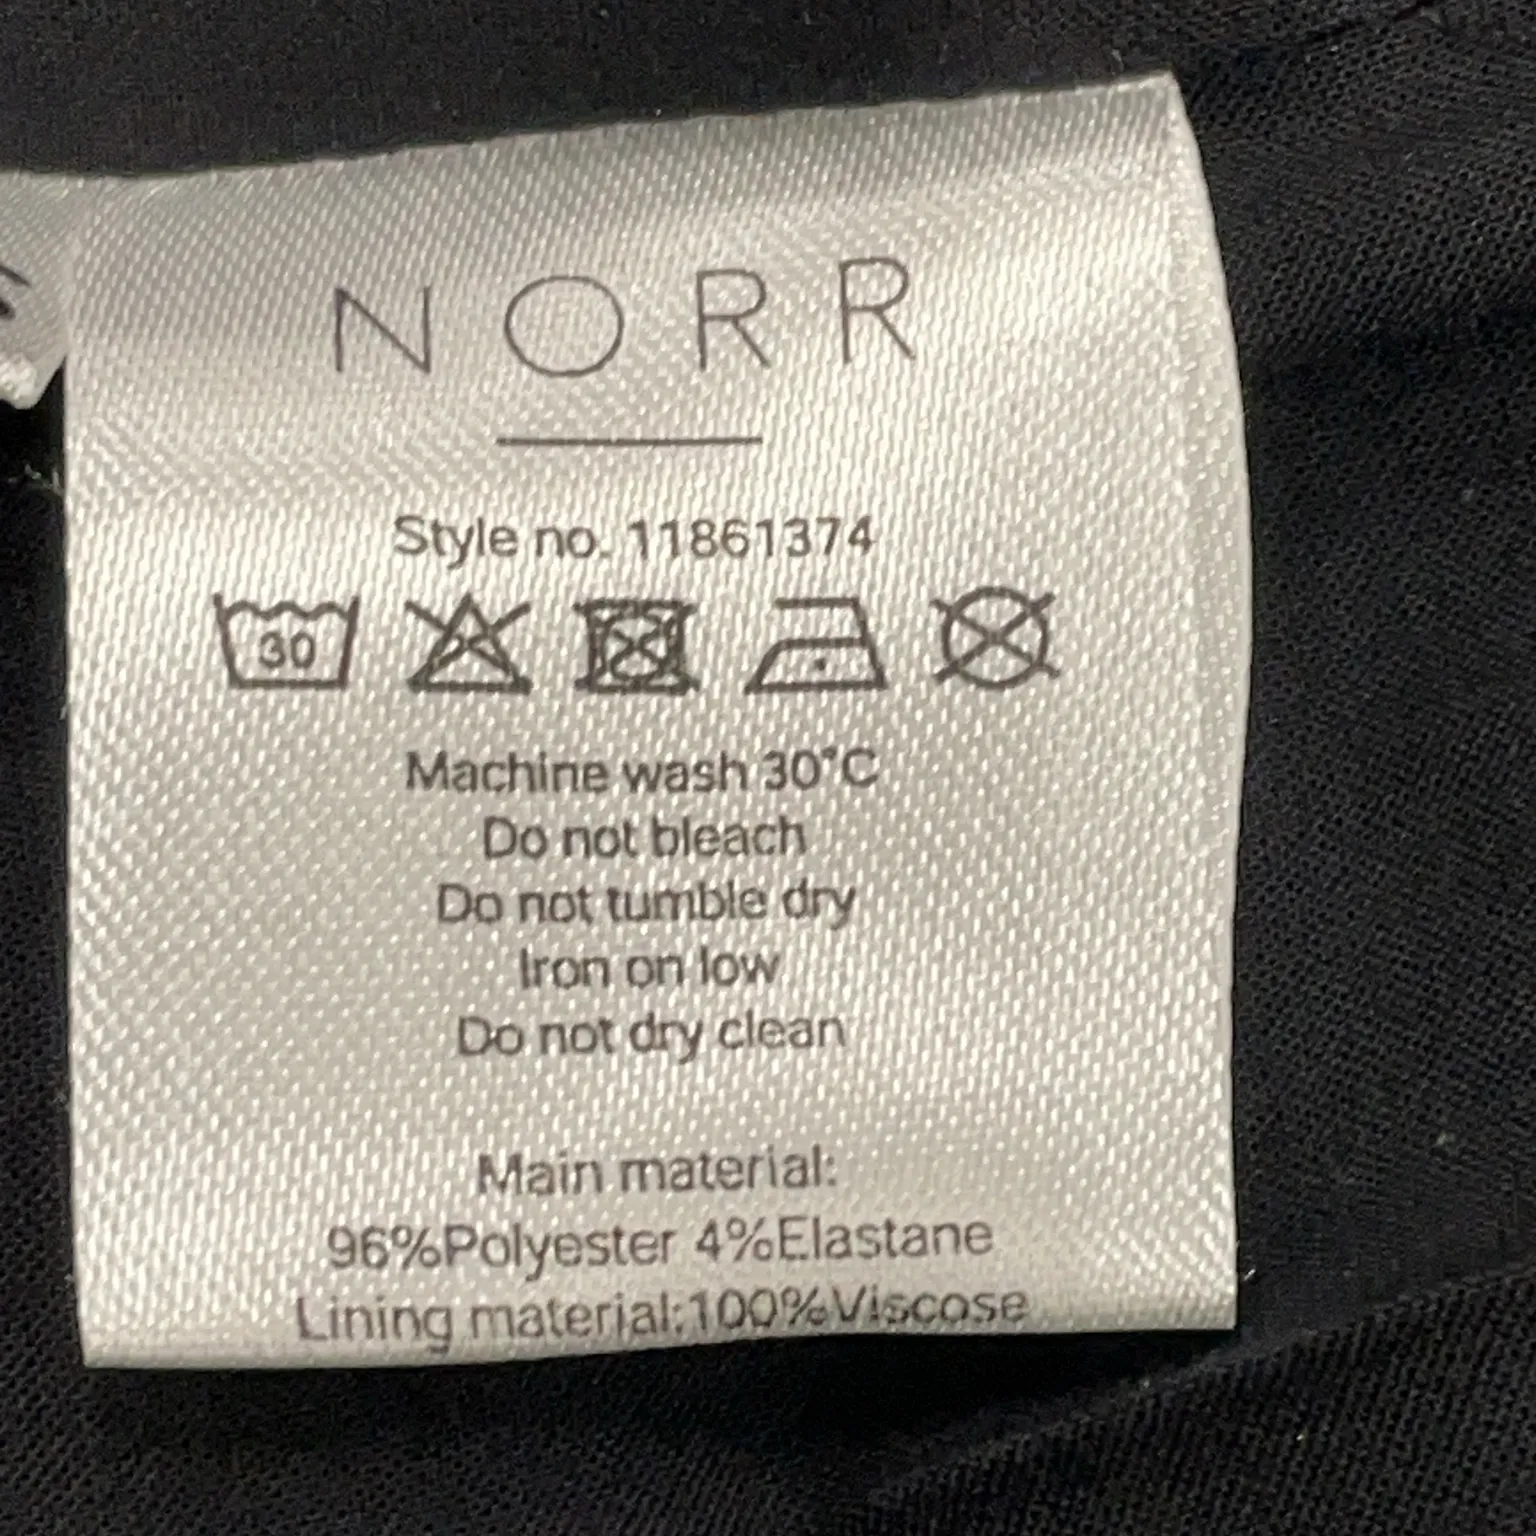 NORR
Style no. 11861374
30
Machine wash 30°C
Do not bleach
Do not tumble dry
Iron on low
Do not dry clean
Main material:
96%Polyester 4%Elastane
Lining material:100%Viscose